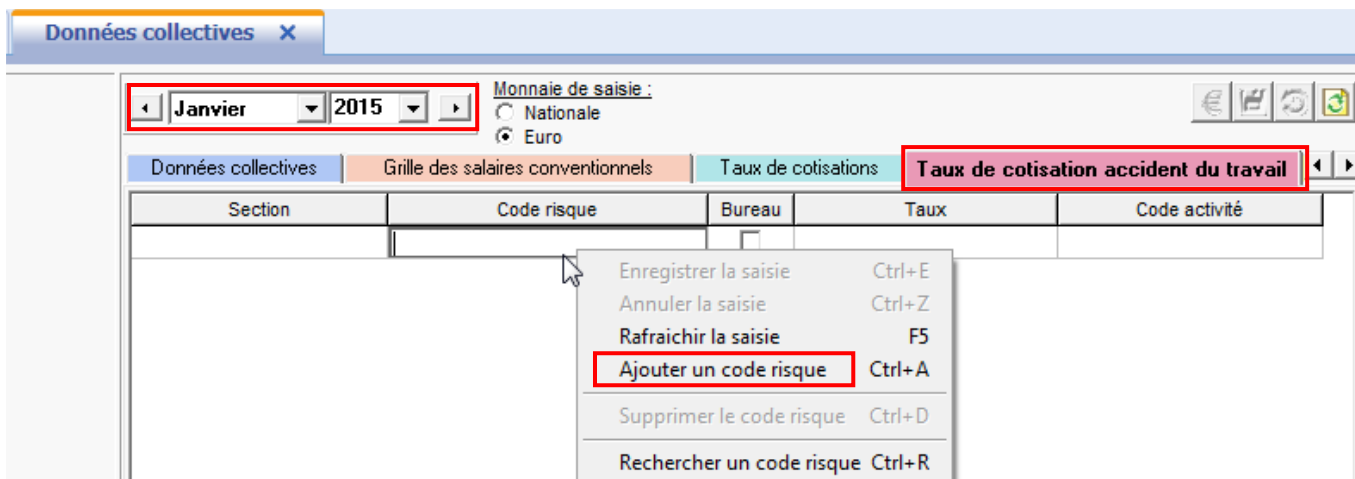 Données collectives X
Monnaie de saisie :
Janvier 2015
Nationale
Euro
Données collectives Grille des salaires conventionnels Taux de cotisations Taux de cotisation accident du travail
Section Code risque Bureau Taux Code activité
Enregistrer la saisie Ctrl+E
Annuler la saisie Ctrl+Z
Rafraichir la saisie F5
Ajouter un code risque Ctrl+A
Supprimer le code risque Ctrl+D
Rechercher un code risque Ctrl+R